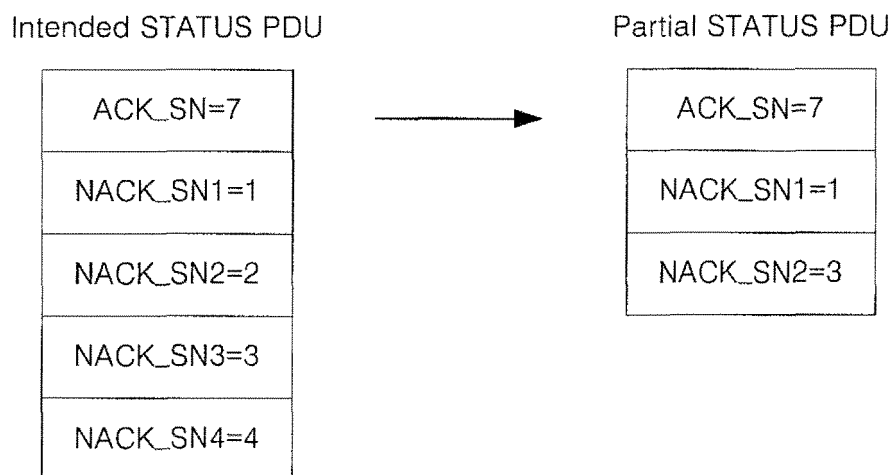 Intended STATUS PDU
ACK_SN=7
NACK_SN1=1
NACK_SN2=2
NACK_SN3=3
NACK_SN4=4
Partial STATUS PDU
ACK_SN=7
NACK_SN1=1
NACK_SN2=3